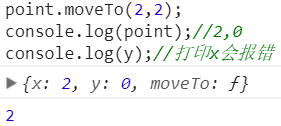 point.moveTo(2,2);
console.log(point);//2,0
console.log(y);//打印x会报错
▶{x: 2, y: 0, moveTo: ƒ}
2